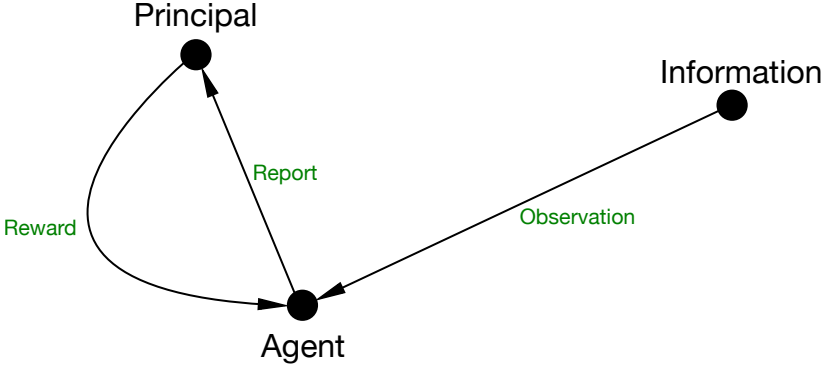 Principal
Information
Report
Observation
Reward
Agent